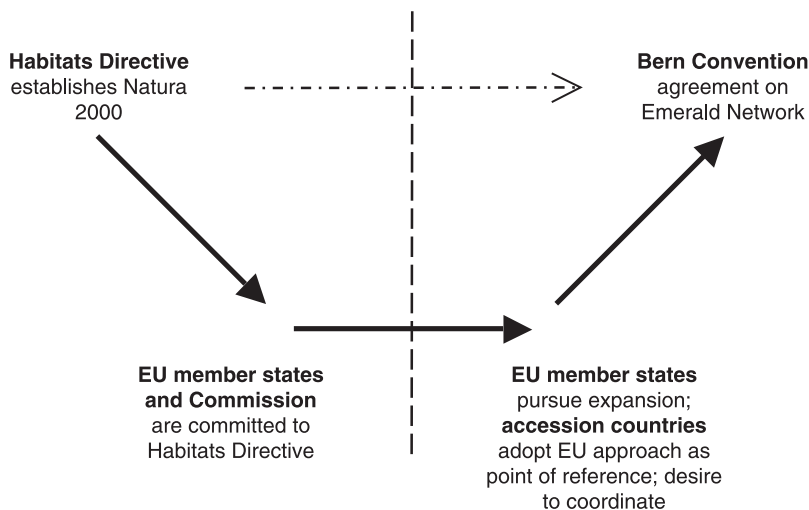 Habitats Directive
establishes Natura
2000
Bern Convention
agreement on
Emerald Network
EU member states
and Commission
are committed to
Habitats Directive
EU member states
pursue expansion;
accession countries
adopt EU approach as
point of reference; desire
to coordinate